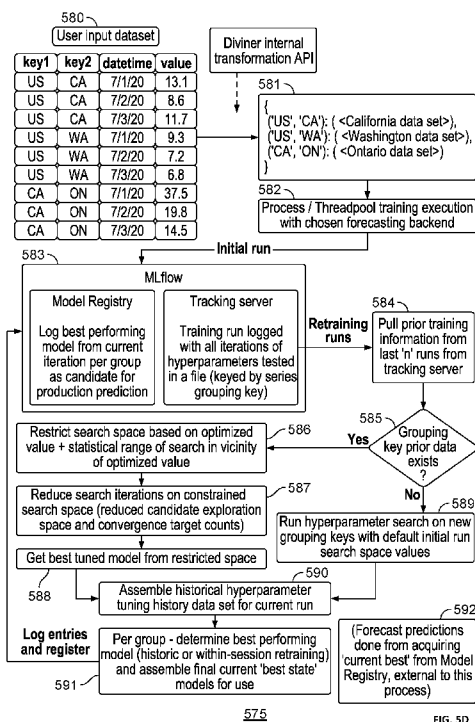 580
User input dataset
key1 key2 datetime value
US CA 7/1/20 13.1
US CA 7/2/20 8.6
US CA 7/3/20 11.7
US WA 7/1/20 9.3
US WA 7/2/20 7.2
US WA 7/3/20 6.8
CA ON 7/1/20 37.5
CA ON 7/2/20 19.8
CA ON 7/3/20 14.5
Diviner internal
transformation API
581
{
('US', 'CA'): ( <California data set>),
('US', 'WA'): ( <Washington data set>),
('CA', 'ON'): ( <Ontario data set>)
}
582
Process / Threadpool training execution
with chosen forecasting backend
Initial run
583
MLflow
Model Registry
Log best performing
model from current
iteration per group
as candidate for
production prediction
Tracking server
Training run logged
with all iterations of
hyperparameters tested
in a file (keyed by series
grouping key)
Retraining
runs
584
Pull prior training
information from
last 'n' runs from
tracking server
585
Grouping
key prior data
exists
?
Yes
No
586
Restrict search space based on optimized
value + statistical range of search in vicinity
of optimized value
587
Reduce search iterations on constrained
search space (reduced candidate exploration
space and convergence target counts)
Get best tuned model from restricted space
588
589
Run hyperparameter search on new
grouping keys with default initial run
search space values
590
Assemble historical hyperparameter
tuning history data set for current run
Log entries
and register
Per group - determine best performing
model (historic or within-session retraining)
and assemble final current 'best state'
models for use
591
592
(Forecast predictions
done from acquiring
'current best' from Model
Registry, external to this
process)
575
FIG. 5D